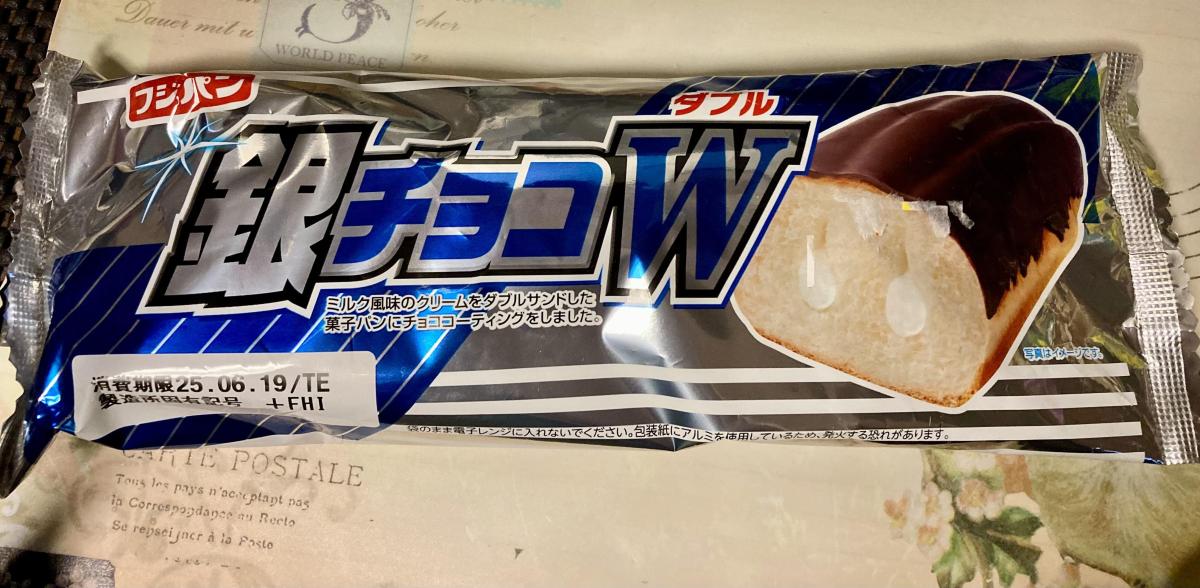 Dauer mit u
oher
WORLD PEACE
n
フジパン
ダブル
銀チョコW
ミルク風味のクリームをダブルサンドした
菓子パンにチョココーティングをしました。
写真はイメージです。
消費期限25.06.19/TE
製造所固有記号 +FHI
袋のまま電子レンジに入れないでください。包装紙にアルミを使用しているため、発火する恐れがあります。
CARTE POSTALE
Tous les pays n'acceptant pas
la Correspondance au Recto
Se renseigner à la Poste